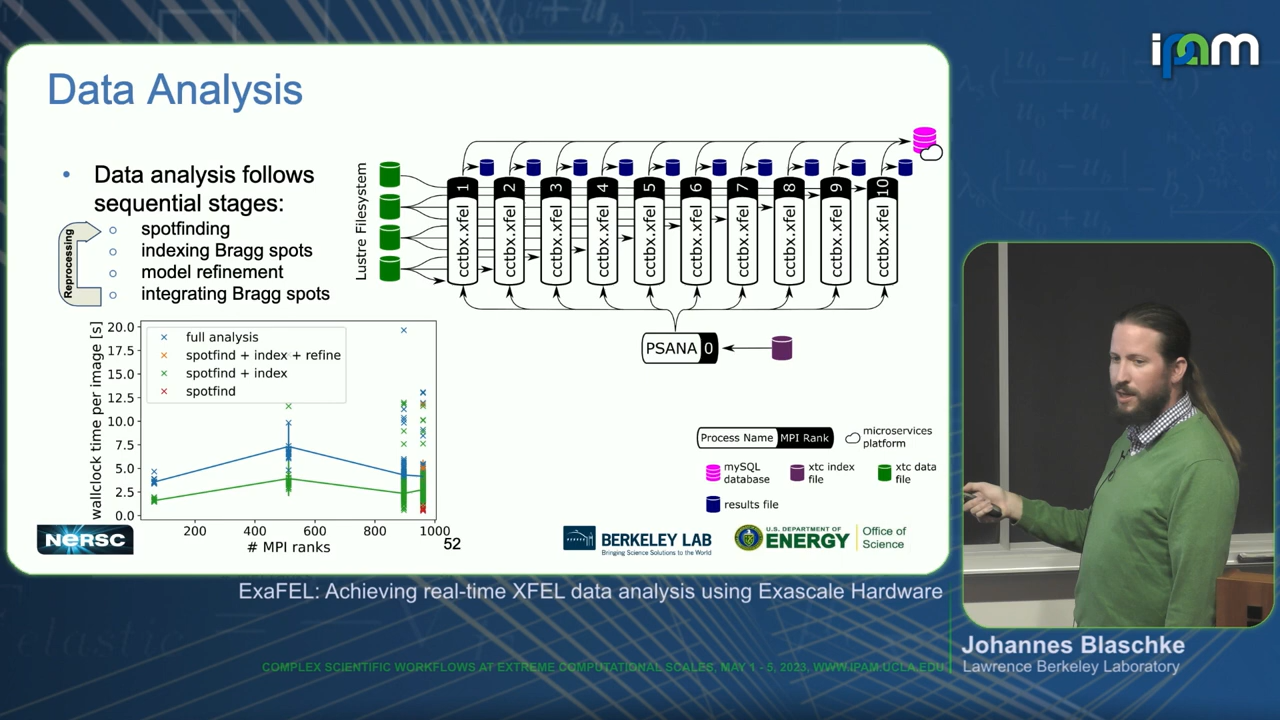 ipam
Data Analysis
• Data analysis follows
sequential stages:
○ spotfinding
○ indexing Bragg spots
○ model refinement
○ integrating Bragg spots
Reprocessing
Lustre Filesystem
cctbx.xfel 1
cctbx.xfel 2
cctbx.xfel 3
cctbx.xfel 4
cctbx.xfel 5
cctbx.xfel 6
cctbx.xfel 7
cctbx.xfel 8
cctbx.xfel 9
cctbx.xfel 10
PSANA 0
Process Name MPI Rank
microservices
platform
mySQL
database
xtc index
file
xtc data
file
results file
wallclock time per image [s]
20.0
17.5
15.0
12.5
10.0
7.5
5.0
2.5
0.0
full analysis
spotfind + index + refine
spotfind + index
spotfind
200 400 600 800 1000
# MPI ranks
52
NERSC
BERKELEY LAB
Bringing Science Solutions to the World
U.S. DEPARTMENT OF
ENERGY
Office of
Science
ExaFEL: Achieving real-time XFEL data analysis using Exascale Hardware
Johannes Blaschke
Lawrence Berkeley Laboratory
COMPLEX SCIENTIFIC WORKFLOWS AT EXTREME COMPUTATIONAL SCALES, MAY 1 - 5, 2023, WWW.IPAM.UCLA.EDU
elastic